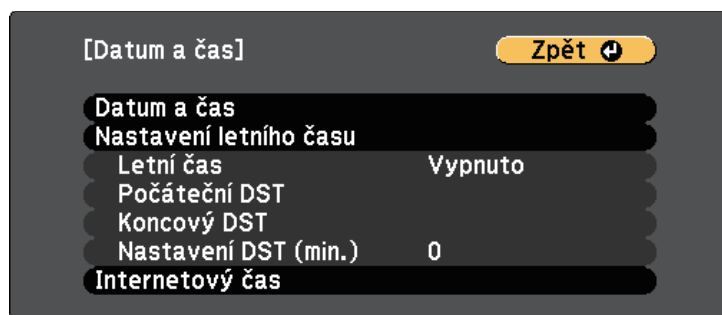 [Datum a čas] Zpět
Datum a čas
Nastavení letního času
Letní čas Vypnuto
Počáteční DST
Koncový DST
Nastavení DST (min.) 0
Internetový čas